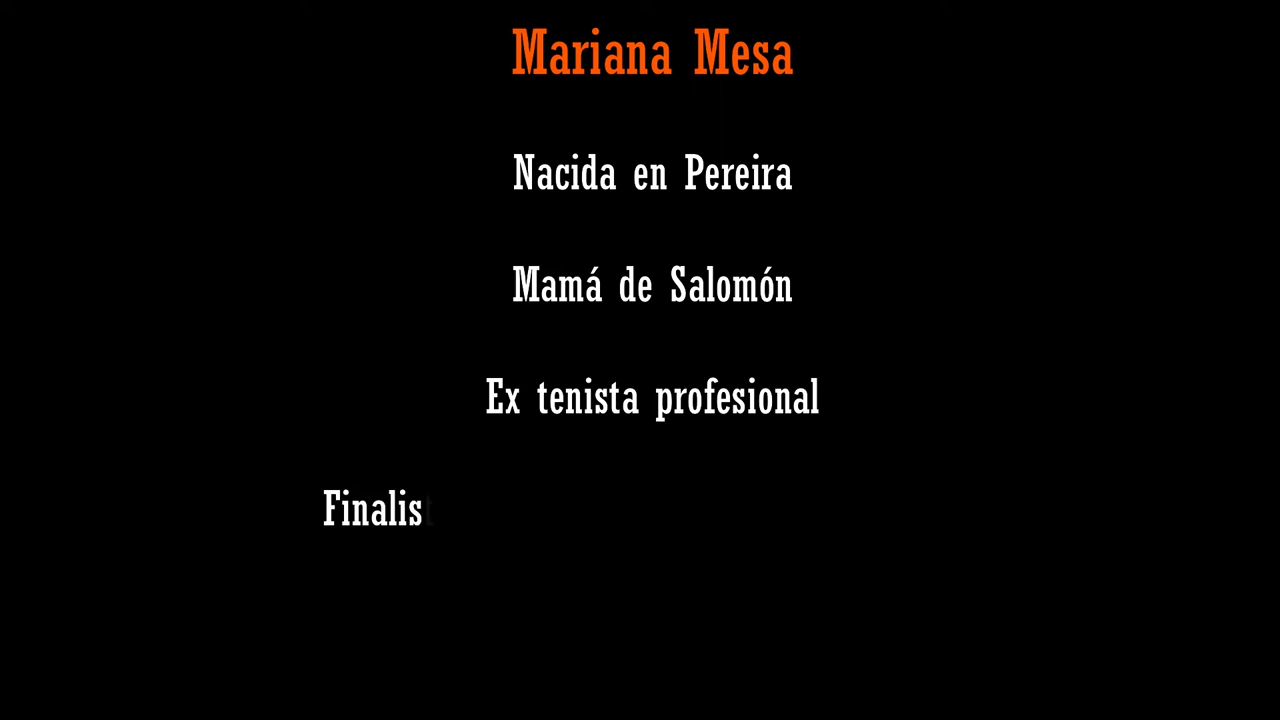 Mariana Mesa
Nacida en Pereira
Mamá de Salomón
Ex tenista profesional
Finalis